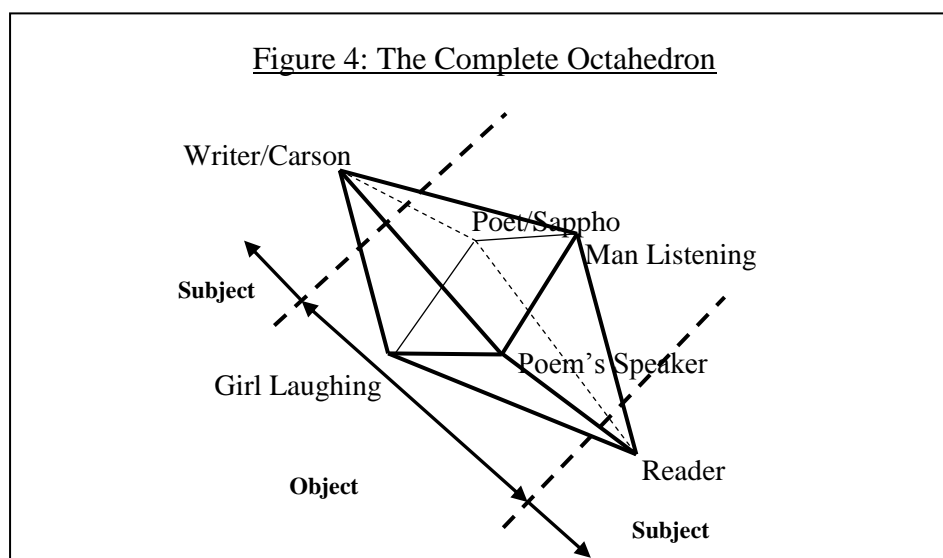 Figure 4: The Complete Octahedron
Writer/Carson
Poet/Sappho
Man Listening
Subject
Poem's Speaker
Girl Laughing
Reader
Object
Subject